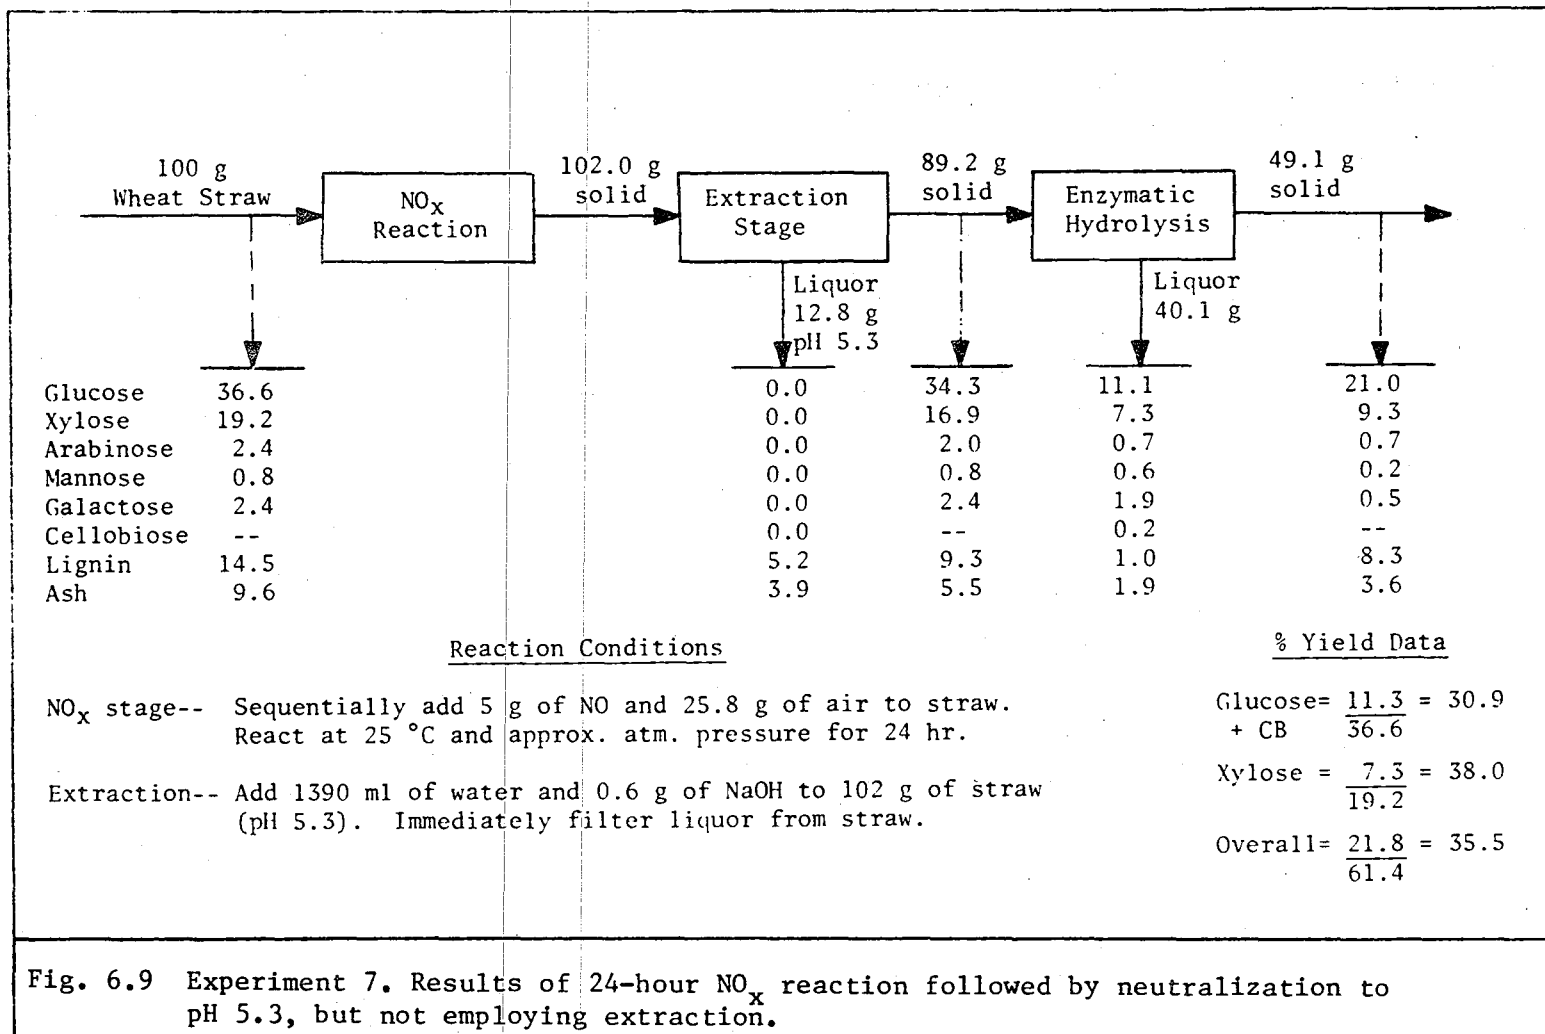 100 g
Wheat Straw
NOx
Reaction
102.0 g
solid
Extraction
Stage
89.2 g
solid
Enzymatic
Hydrolysis
49.1 g
solid
Liquor
12.8 g
pH 5.3
Liquor
40.1 g
Glucose 36.6 0.0 34.3 11.1 21.0
Xylose 19.2 0.0 16.9 7.3 9.3
Arabinose 2.4 0.0 2.0 0.7 0.7
Mannose 0.8 0.0 0.8 0.6 0.2
Galactose 2.4 0.0 2.4 1.9 0.5
Cellobiose -- 0.0 -- 0.2 --
Lignin 14.5 5.2 9.3 1.0 8.3
Ash 9.6 3.9 5.5 1.9 3.6
Reaction Conditions
NOx stage-- Sequentially add 5 g of NO and 25.8 g of air to straw.
React at 25 °C and approx. atm. pressure for 24 hr.
Extraction-- Add 1390 ml of water and 0.6 g of NaOH to 102 g of straw
(pH 5.3). Immediately filter liquor from straw.
% Yield Data
Glucose= 11.3 = 30.9
+ CB 36.6
Xylose = 7.3 = 38.0
19.2
Overall= 21.8 = 35.5
61.4
Fig. 6.9 Experiment 7. Results of 24-hour NOx reaction followed by neutralization to
pH 5.3, but not employing extraction.